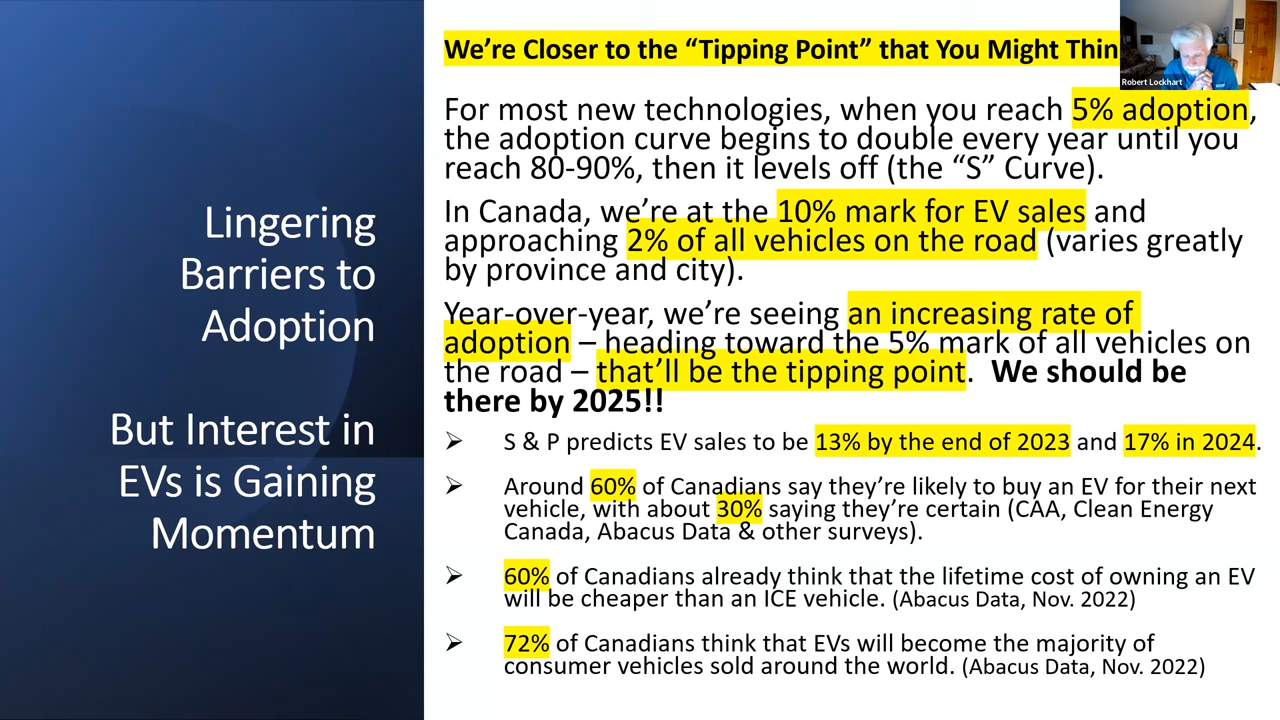 Lingering
Barriers to
Adoption
But Interest in
EVs is Gaining
Momentum
We’re Closer to the “Tipping Point” that You Might Thin
Robert Lockhart
For most new technologies, when you reach 5% adoption,
the adoption curve begins to double every year until you
reach 80-90%, then it levels off (the “S” Curve).
In Canada, we’re at the 10% mark for EV sales and
approaching 2% of all vehicles on the road (varies greatly
by province and city).
Year-over-year, we’re seeing an increasing rate of
adoption – heading toward the 5% mark of all vehicles on
the road – that’ll be the tipping point. We should be
there by 2025!!
➢ S & P predicts EV sales to be 13% by the end of 2023 and 17% in 2024.
➢ Around 60% of Canadians say they’re likely to buy an EV for their next
vehicle, with about 30% saying they’re certain (CAA, Clean Energy
Canada, Abacus Data & other surveys).
➢ 60% of Canadians already think that the lifetime cost of owning an EV
will be cheaper than an ICE vehicle. (Abacus Data, Nov. 2022)
➢ 72% of Canadians think that EVs will become the majority of
consumer vehicles sold around the world. (Abacus Data, Nov. 2022)